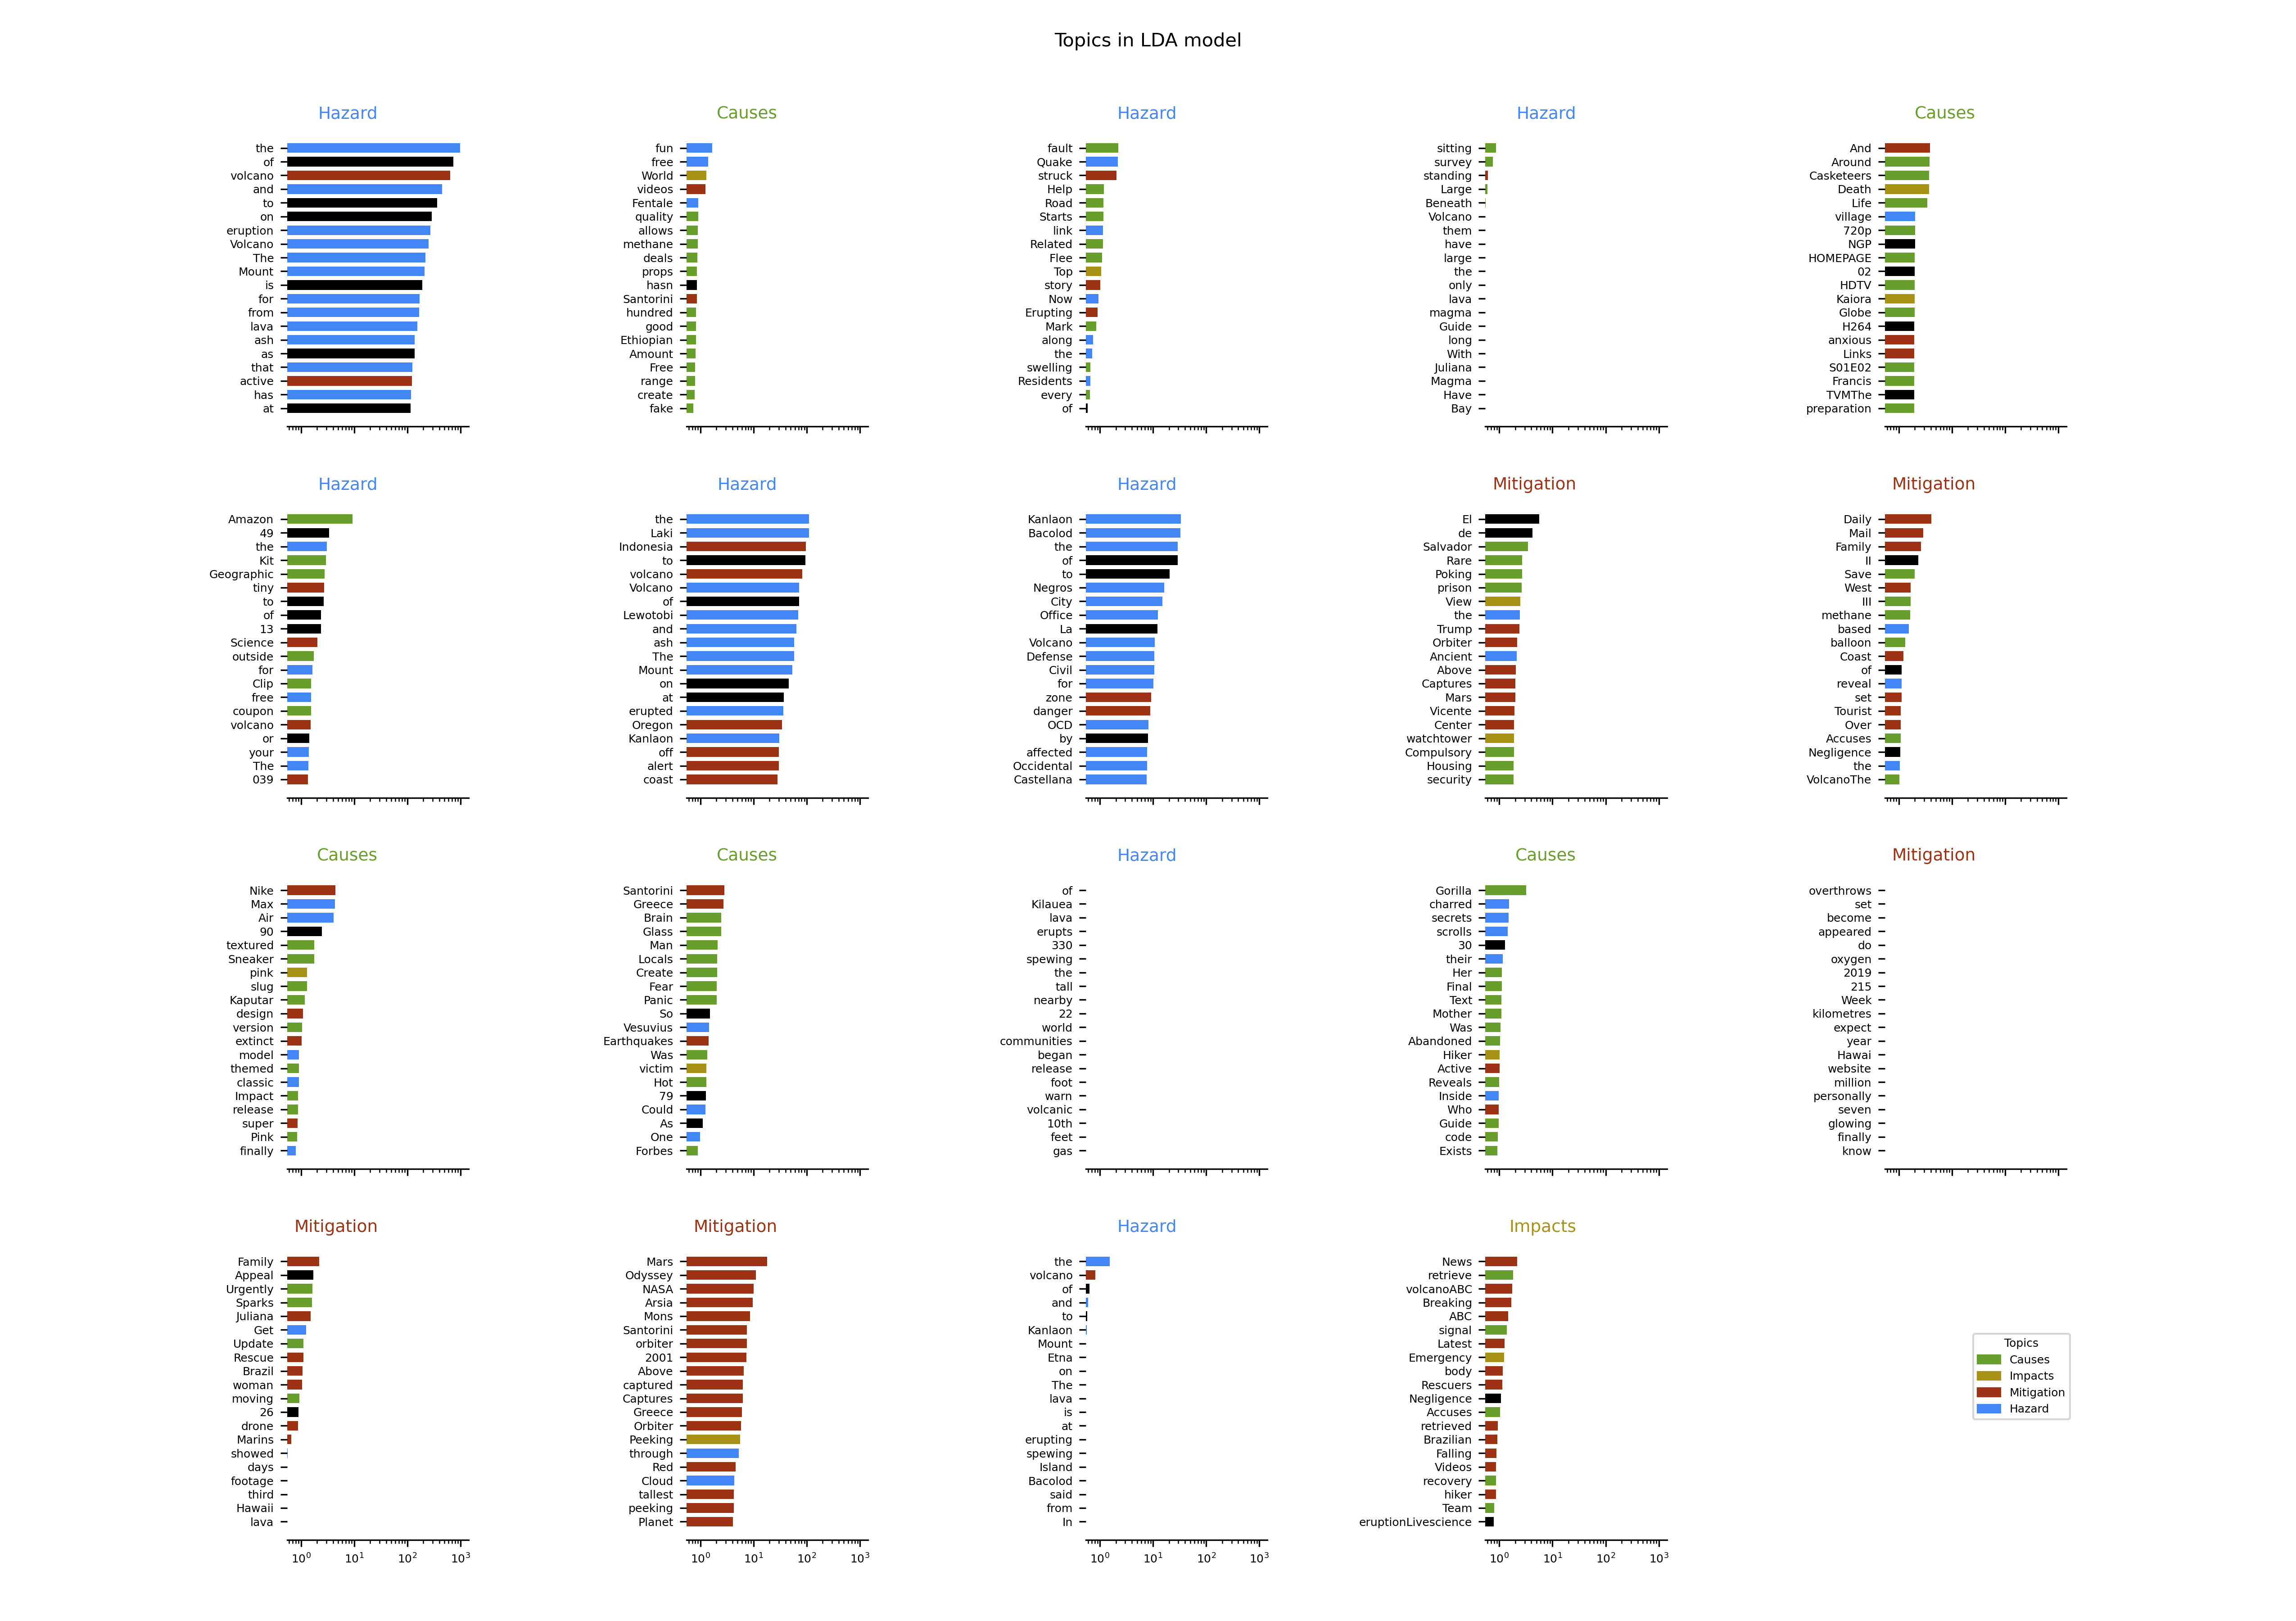 Topics in LDA model
Hazard
the
of
volcano
and
to
on
eruption
Volcano
The
Mount
is
for
from
lava
ash
as
that
active
has
at
Causes
fun
free
World
videos
Fentale
quality
allows
methane
deals
props
hasn
Santorini
hundred
good
Ethiopian
Amount
Free
range
create
fake
Hazard
fault
Quake
struck
Help
Road
Starts
link
Related
Flee
Top
story
Now
Erupting
Mark
along
the
swelling
Residents
every
of
Hazard
sitting
survey
standing
Large
Beneath
Volcano
them
have
large
the
only
lava
magma
Guide
long
With
Juliana
Magma
Have
Bay
Causes
And
Around
Casketeers
Death
Life
village
720p
NGP
HOMEPAGE
02
HDTV
Kaiora
Globe
H264
anxious
Links
S01E02
Francis
TVMThe
preparation
Hazard
Amazon
49
the
Kit
Geographic
tiny
to
of
13
Science
outside
for
Clip
free
coupon
volcano
or
your
The
039
Hazard
the
Laki
Indonesia
to
volcano
Volcano
of
Lewotobi
and
ash
The
Mount
on
at
erupted
Oregon
Kanlaon
off
alert
coast
Hazard
Kanlaon
Bacolod
the
of
to
Negros
City
Office
La
Volcano
Defense
Civil
for
zone
danger
OCD
by
affected
Occidental
Castellana
Mitigation
El
de
Salvador
Rare
Poking
prison
View
the
Trump
Orbiter
Ancient
Above
Captures
Mars
Vicente
Center
watchtower
Compulsory
Housing
security
Mitigation
Daily
Mail
Family
II
Save
West
III
methane
based
balloon
Coast
of
reveal
set
Tourist
Over
Accuses
Negligence
the
VolcanoThe
Causes
Nike
Max
Air
90
textured
Sneaker
pink
slug
Kaputar
design
version
extinct
model
themed
classic
Impact
release
super
Pink
finally
Causes
Santorini
Greece
Brain
Glass
Man
Locals
Create
Fear
Panic
So
Vesuvius
Earthquakes
Was
victim
Hot
79
Could
As
One
Forbes
Hazard
of
Kilauea
lava
erupts
330
spewing
the
tall
nearby
22
world
communities
began
release
foot
warn
volcanic
10th
feet
gas
Causes
Gorilla
charred
secrets
scrolls
30
their
Her
Final
Text
Mother
Was
Abandoned
Hiker
Active
Reveals
Inside
Who
Guide
code
Exists
Mitigation
overthrows
set
become
appeared
do
oxygen
2019
215
Week
kilometres
expect
year
Hawai
website
million
personally
seven
glowing
finally
know
Mitigation
Family
Appeal
Urgently
Sparks
Juliana
Get
Update
Rescue
Brazil
woman
moving
26
drone
Marins
showed
days
footage
third
Hawaii
lava
10⁰ 10¹ 10² 10³
Mitigation
Mars
Odyssey
NASA
Arsia
Mons
Santorini
orbiter
2001
Above
captured
Captures
Greece
Orbiter
Peeking
through
Red
Cloud
tallest
peeking
Planet
10⁰ 10¹ 10² 10³
Hazard
the
volcano
of
and
to
Kanlaon
Mount
Etna
on
The
lava
is
at
erupting
spewing
Island
Bacolod
said
from
In
10⁰ 10¹ 10² 10³
Impacts
News
retrieve
volcanoABC
Breaking
ABC
signal
Latest
Emergency
body
Rescuers
Negligence
Accuses
retrieved
Brazilian
Falling
Videos
recovery
hiker
Team
eruptionLivescience
10⁰ 10¹ 10² 10³
Topics
Causes
Impacts
Mitigation
Hazard